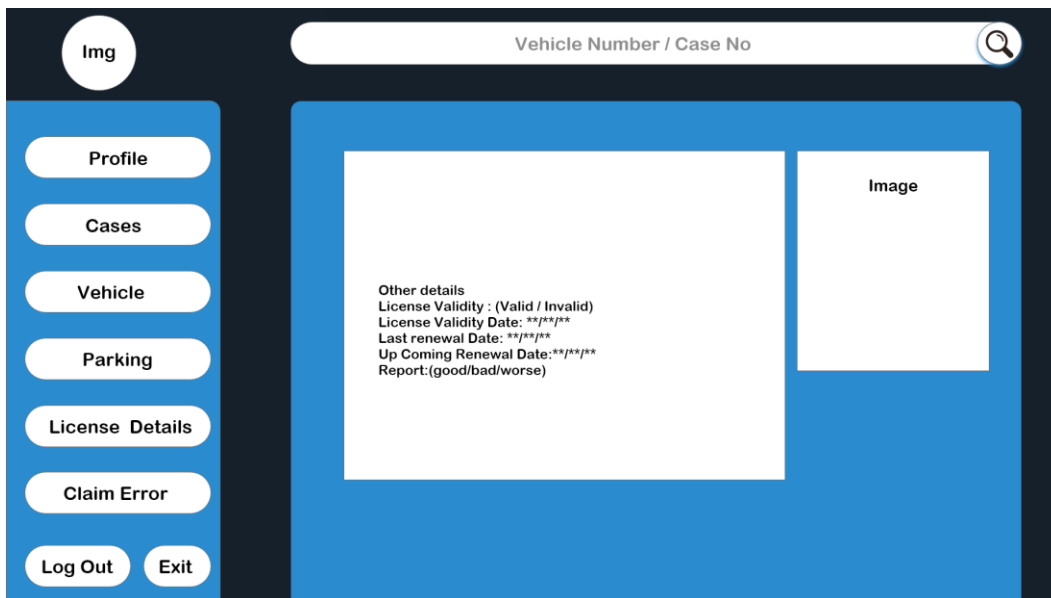 Img
Vehicle Number / Case No
Profile
Cases
Vehicle
Parking
License Details
Claim Error
Log Out
Exit
Other details
License Validity : (Valid / Invalid)
License Validity Date: **/**/**
Last renewal Date: **/**/**
Up Coming Renewal Date:**/**/**
Report:(good/bad/worse)
Image